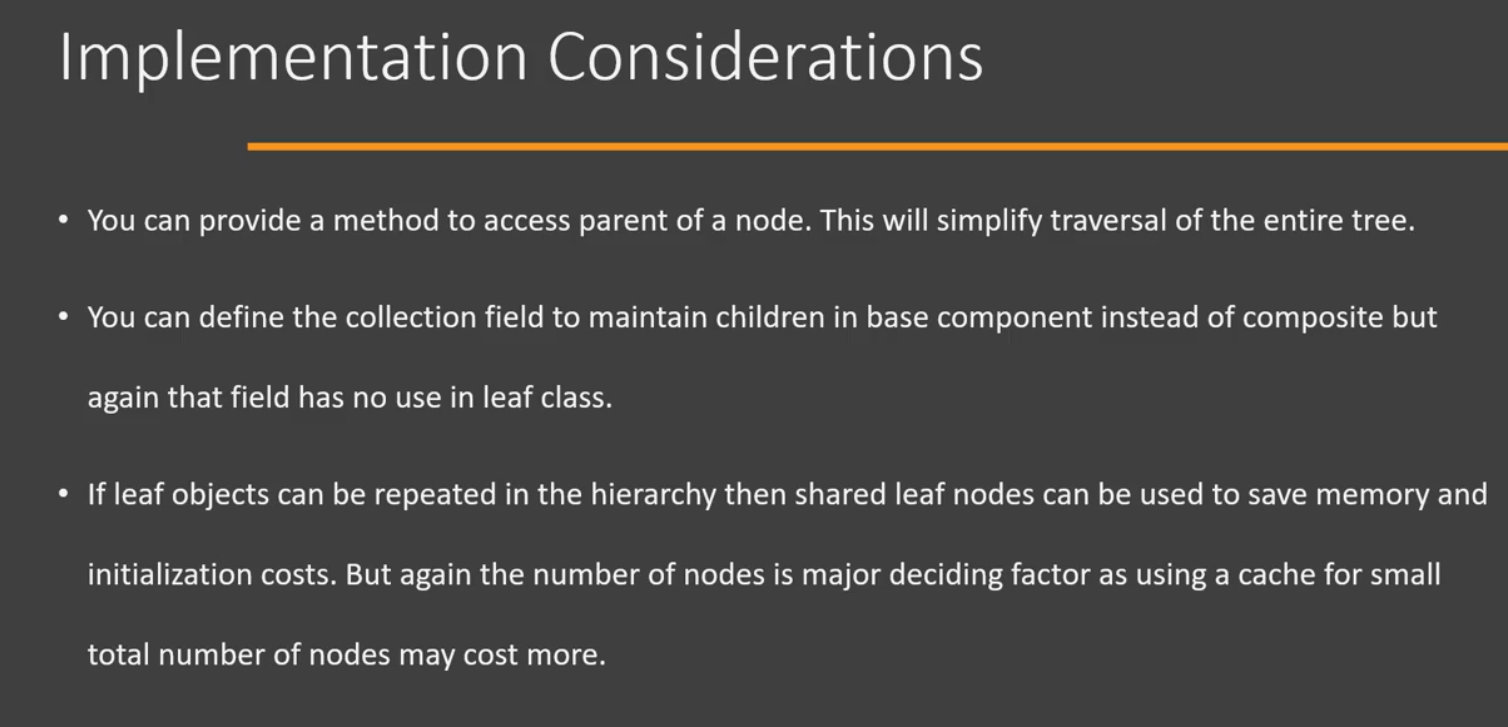 Implementation Considerations
• You can provide a method to access parent of a node. This will simplify traversal of the entire tree.
• You can define the collection field to maintain children in base component instead of composite but
again that field has no use in leaf class.
• If leaf objects can be repeated in the hierarchy then shared leaf nodes can be used to save memory and
initialization costs. But again the number of nodes is major deciding factor as using a cache for small
total number of nodes may cost more.